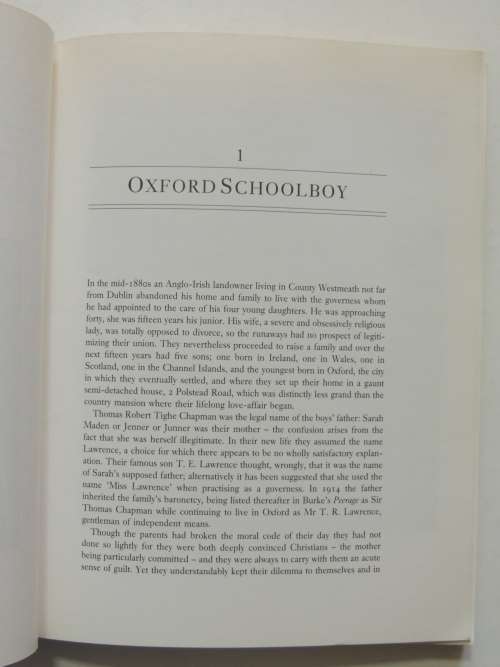 1
OXFORD SCHOOLBOY
In the mid-1880s an Anglo-Irish landowner living in County Westmeath not far
from Dublin abandoned his home and family to live with the governess whom
he had appointed to the care of his four young daughters. He was approaching
forty, she was fifteen years his junior. His wife, a severe and obsessively religious
lady, was totally opposed to divorce, so the runaways had no prospect of legiti-
mizing their union. They nevertheless proceeded to raise a family and over the
next fifteen years had five sons; one born in Ireland, one in Wales, one in
Scotland, one in the Channel Islands, and the youngest born in Oxford, the city
in which they eventually settled, and where they set up their home in a gaunt
semi-detached house, 2 Polstead Road, which was distinctly less grand than the
country mansion where their lifelong love-affair began.
Thomas Robert Tighe Chapman was the legal name of the boys' father: Sarah
Maden or Jenner or Junner was their mother – the confusion arises from the
fact that she was herself illegitimate. In their new life they assumed the name
Lawrence, a choice for which there appears to be no wholly satisfactory explan-
ation. Their famous son T. E. Lawrence thought, wrongly, that it was the name
of Sarah's supposed father; alternatively it has been suggested that she used the
name 'Miss Lawrence' when practising as a governess. In 1914 the father
inherited the family's baronetcy, being listed thereafter in Burke's Peerage as Sir
Thomas Chapman while continuing to live in Oxford as Mr T. R. Lawrence,
gentleman of independent means.
Though the parents had broken the moral code of their day they had not
done so lightly for they were both deeply convinced Christians – the mother
being particularly committed – and they were always to carry with them an acute
sense of guilt. Yet they understandably kept their dilemma to themselves and in